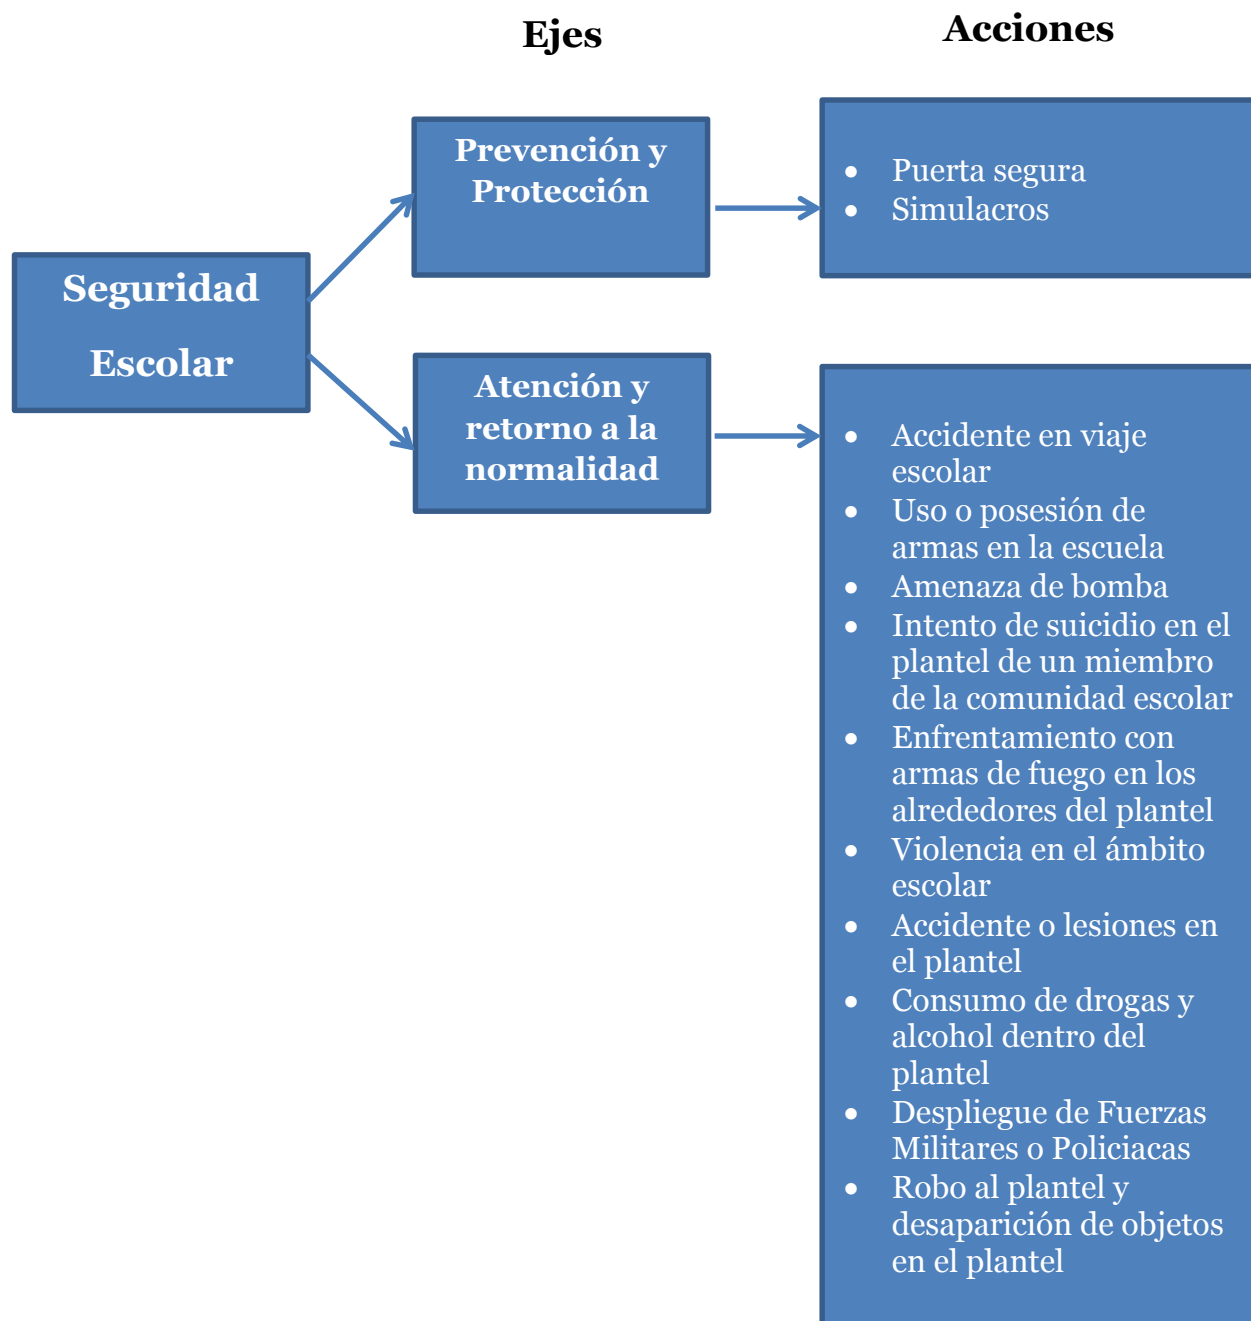 Ejes
Acciones
Seguridad
Escolar
Prevención y
Protección
• Puerta segura
• Simulacros
Atención y
retorno a la
normalidad
• Accidente en viaje
escolar
• Uso o posesión de
armas en la escuela
• Amenaza de bomba
• Intento de suicidio en el
plantel de un miembro
de la comunidad escolar
• Enfrentamiento con
armas de fuego en los
alrededores del plantel
• Violencia en el ámbito
escolar
• Accidente o lesiones en
el plantel
• Consumo de drogas y
alcohol dentro del
plantel
• Despliegue de Fuerzas
Militares o Policiacas
• Robo al plantel y
desaparición de objetos
en el plantel